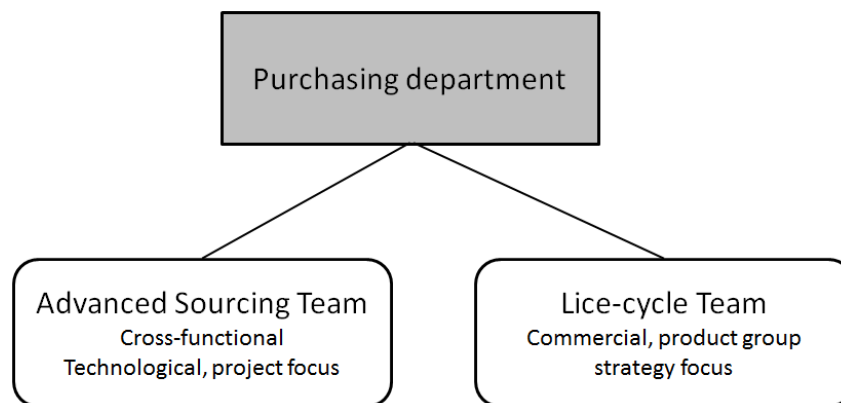 Purchasing department
Advanced Sourcing Team
Cross-functional
Technological, project focus
Lice-cycle Team
Commercial, product group
strategy focus